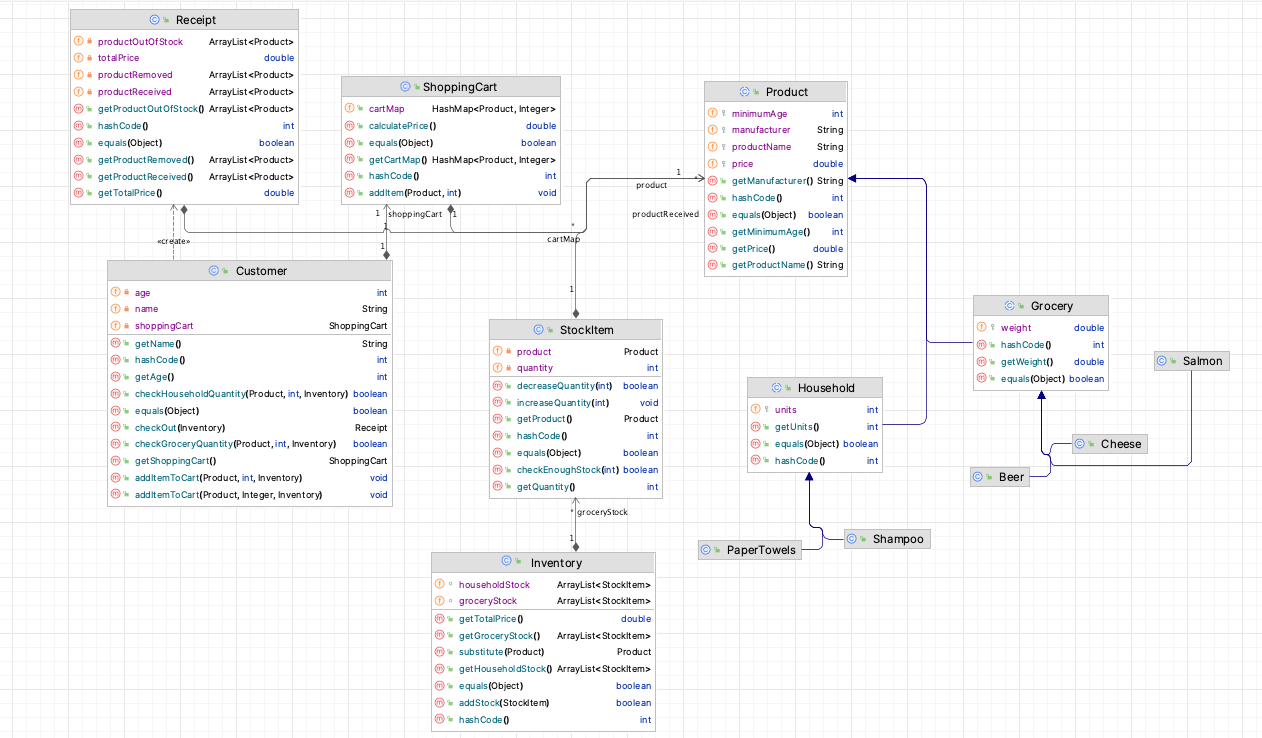 Receipt
productOutOfStock ArrayList<Product>
totalPrice double
productRemoved ArrayList<Product>
productReceived ArrayList<Product>
getProductOutOfStock() ArrayList<Product>
hashCode() int
equals(Object) boolean
getProductRemoved() ArrayList<Product>
getProductReceived() ArrayList<Product>
getTotalPrice() double
ShoppingCart
cartMap HashMap<Product, Integer>
calculatePrice() double
equals(Object) boolean
getCartMap() HashMap<Product, Integer>
hashCode() int
addItem(Product, int) void
Product
minimumAge int
manufacturer String
productName String
price double
getManufacturer() String
hashCode() int
equals(Object) boolean
getMinimumAge() int
getPrice() double
getProductName() String
1
product
*
productReceived
1
shoppingCart
1
1
1
*
cartMap
«create»
1
Customer
age int
name String
shoppingCart ShoppingCart
getName() String
hashCode() int
getAge() int
checkHouseholdQuantity(Product, int, Inventory) boolean
equals(Object) boolean
checkOut(Inventory) Receipt
checkGroceryQuantity(Product, int, Inventory) boolean
getShoppingCart() ShoppingCart
addItemToCart(Product, int, Inventory) void
addItemToCart(Product, Integer, Inventory) void
StockItem
product Product
quantity int
decreaseQuantity(int) boolean
increaseQuantity(int) void
getProduct() Product
hashCode() int
equals(Object) boolean
checkEnoughStock(int) boolean
getQuantity() int
* groceryStock
1
Inventory
householdStock ArrayList<StockItem>
groceryStock ArrayList<StockItem>
getTotalPrice() double
getGroceryStock() ArrayList<StockItem>
substitute(Product) Product
getHouseholdStock() ArrayList<StockItem>
equals(Object) boolean
addStock(StockItem) boolean
hashCode() int
Household
units int
getUnits() int
equals(Object) boolean
hashCode() int
PaperTowels
Shampoo
Grocery
weight double
hashCode() int
getWeight() double
equals(Object) boolean
Salmon
Cheese
Beer